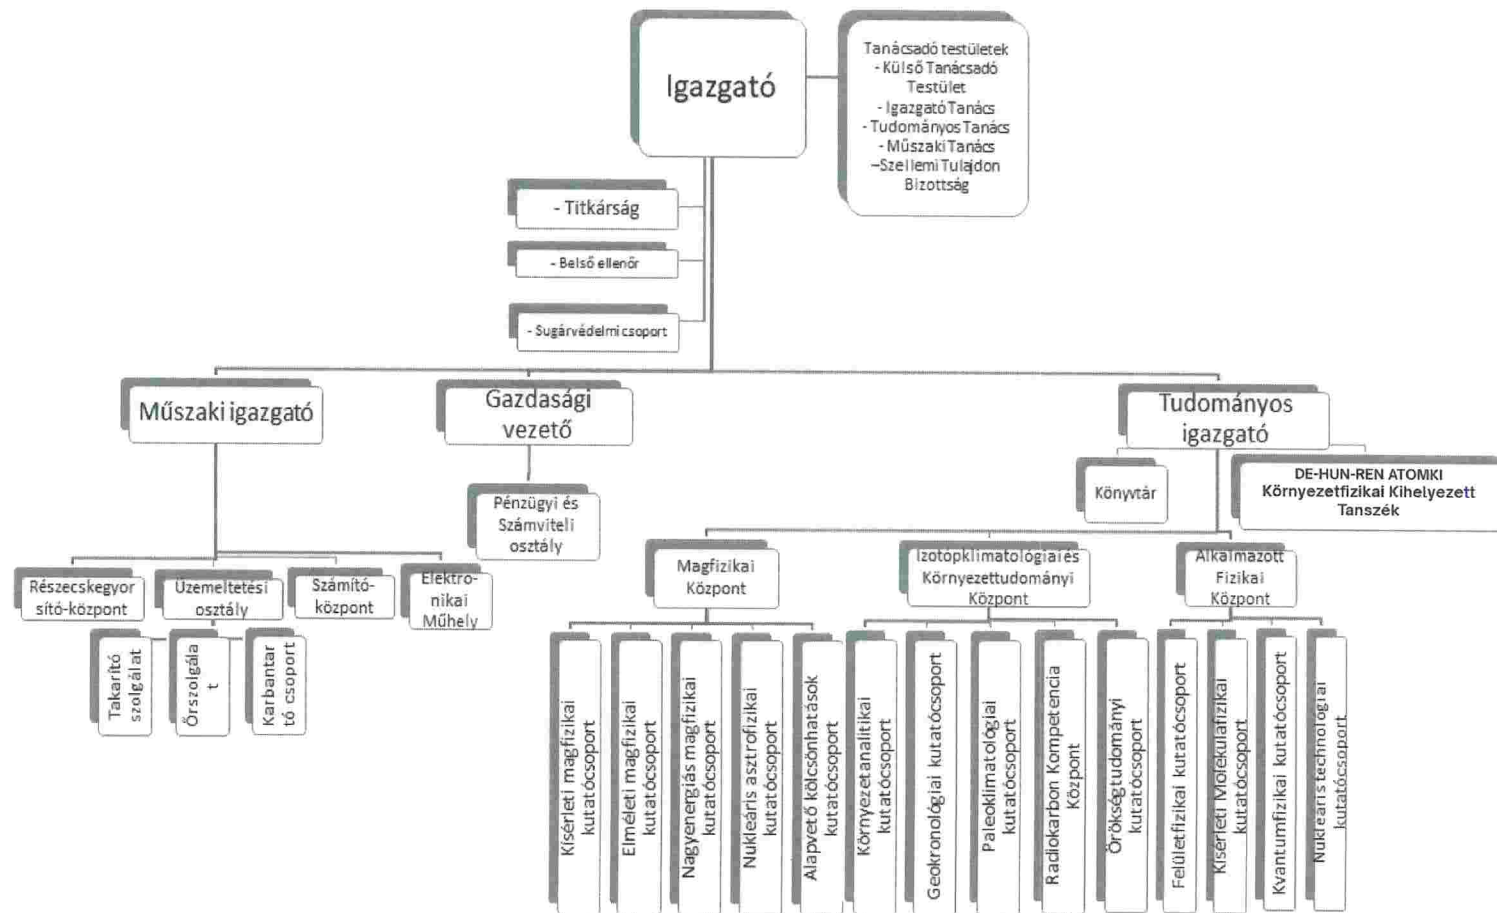 Igazgató
Tanácsadó testületek
- Külső Tanácsadó
Testület
- Igazgató Tanács
- Tudományos Tanács
- Műszaki Tanács
–Szellemi Tulajdon
Bizottság
- Titkárság
- Belső ellenőr
- Sugárvédelmi csoport
Műszaki igazgató
Gazdasági
vezető
Tudományos
igazgató
Pénzügyi és
Számviteli
osztály
Könyvtár
DE-HUN-REN ATOMKI
Környezetfizikai Kihelyezett
Tanszék
Részecskegyor
sító-központ
Üzemeltetési
osztály
Számító-
központ
Elektro-
nikai
Műhely
Takarító
szolgálat
Őrszolgála
t
Karbantar
tó csoport
Magfizikai
Központ
Izotópklimatológiai és
Környezettudományi
Központ
Alkalmazott
Fizikai
Központ
Kísérleti magfizikai
kutatócsoport
Elméleti magfizikai
kutatócsoport
Nagyenergiás magfizikai
kutatócsoport
Nukleáris asztrofizikai
kutatócsoport
Alapvető kölcsönhatások
kutatócsoport
Környezetanalitikai
kutatócsoport
Geokronológiai kutatócsoport
Paleoklimatológiai
kutatócsoport
Radiokarbon Kompetencia
Központ
Örökségtudományi
kutatócsoport
Felületfizikai kutatócsoport
Kísérleti Molekulafizikai
kutatócsoport
Kvantumfizikai kutatócsoport
Nukleáris technológiai
kutatócsoport